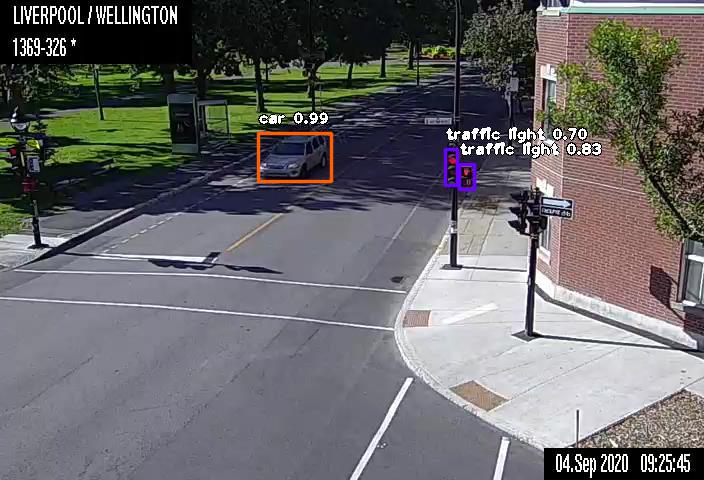 LIVERPOOL / WELLINGTON
1369-326 *
car 0.99
traffic light 0.70
traffic light 0.83
04.Sep 2020 09:25:45